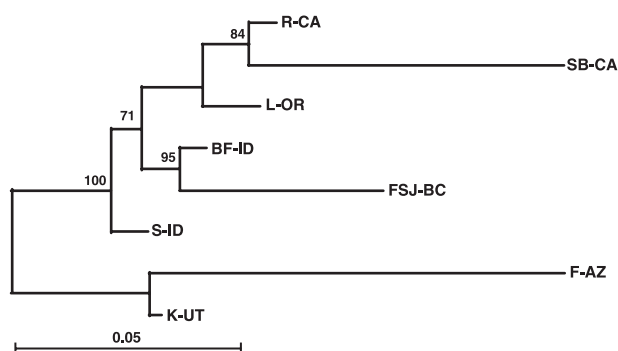 R-CA
84
SB-CA
L-OR
71
BF-ID
95
FSJ-BC
100
S-ID
F-AZ
K-UT
0.05